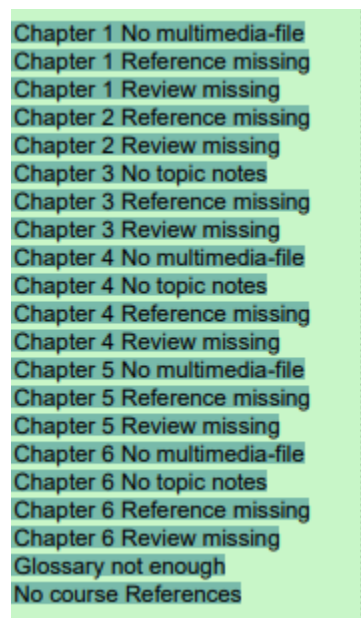 Chapter 1 No multimedia-file
Chapter 1 Reference missing
Chapter 1 Review missing
Chapter 2 Reference missing
Chapter 2 Review missing
Chapter 3 No topic notes
Chapter 3 Reference missing
Chapter 3 Review missing
Chapter 4 No multimedia-file
Chapter 4 No topic notes
Chapter 4 Reference missing
Chapter 4 Review missing
Chapter 5 No multimedia-file
Chapter 5 Reference missing
Chapter 5 Review missing
Chapter 6 No multimedia-file
Chapter 6 No topic notes
Chapter 6 Reference missing
Chapter 6 Review missing
Glossary not enough
No course References